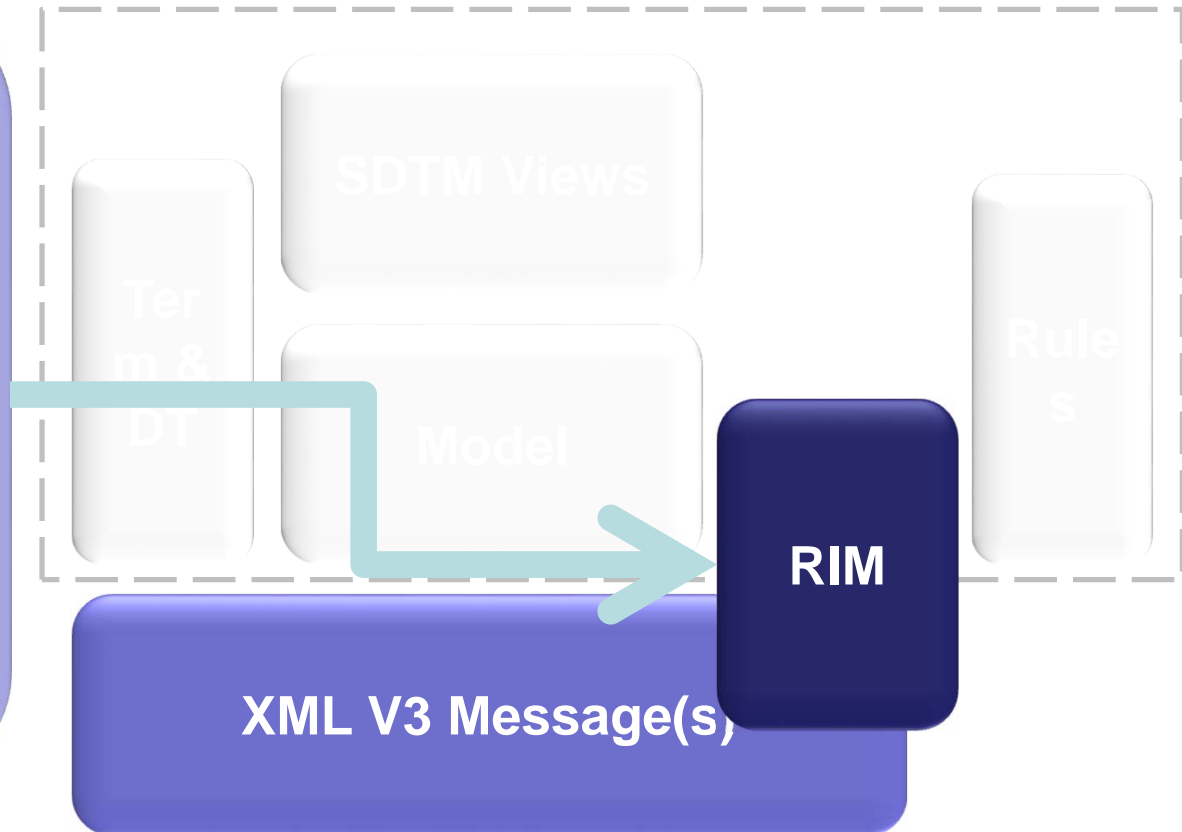 SDTM Views
Ter
m &
DT
Model
Rule
s
RIM
XML V3 Message(s)